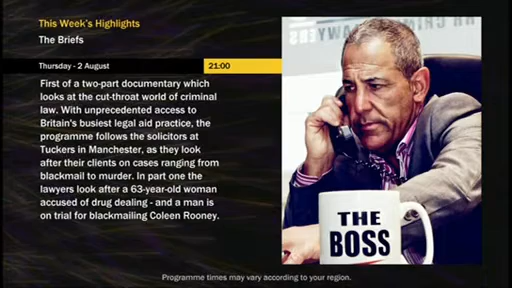 This Week's Highlights
The Briefs
Thursday - 2 August
21:00
First of a two-part documentary which
looks at the cut-throat world of criminal
law. With unprecedented access to
Britain's busiest legal aid practice, the
programme follows the solicitors at
Tuckers in Manchester, as they look
after their clients on cases ranging from
blackmail to murder. In part one the
lawyers look after a 63-year-old woman
accused of drug dealing - and a man is
on trial for blackmailing Coleen Rooney.
THE
BOSS
Programme times may vary according to your region.